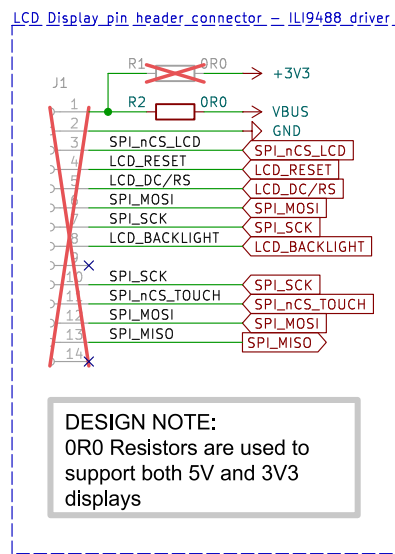 LCD Display pin header connector - ILI9488 driver
R1 0R0
+3V3
J1
R2 0R0
VBUS
1
2
GND
3 SPI_nCS_LCD SPI_nCS_LCD
4 LCD_RESET LCD_RESET
5 LCD_DC/RS LCD_DC/RS
6 SPI_MOSI SPI_MOSI
7 SPI_SCK SPI_SCK
8 LCD_BACKLIGHT LCD_BACKLIGHT
9
10 SPI_SCK SPI_SCK
11 SPI_nCS_TOUCH SPI_nCS_TOUCH
12 SPI_MOSI SPI_MOSI
13 SPI_MISO SPI_MISO
14
DESIGN NOTE:
0R0 Resistors are used to
support both 5V and 3V3
displays